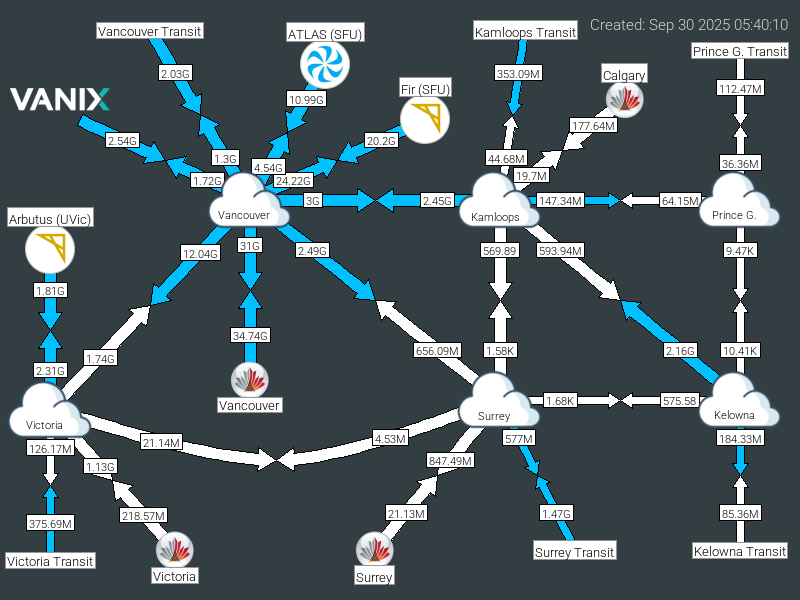 Created: Sep 30 2025 05:40:10
Vancouver Transit
ATLAS (SFU)
Kamloops Transit
Prince G. Transit
2.03G
353.09M
Calgary
Fir (SFU)
112.47M
VANIX
10.99G
177.64M
2.54G
20.2G
1.3G
4.54G
44.68M
36.36M
1.72G
24.22G
19.7M
3G
2.45G
147.34M
64.15M
Vancouver
Kamloops
Prince G.
Arbutus (UVic)
12.04G
31G
2.49G
569.89
593.94M
9.47K
1.81G
34.74G
1.74G
656.09M
1.58K
2.16G
10.41K
2.31G
Vancouver
1.68K
575.58
Victoria
Surrey
Kelowna
126.17M
21.14M
4.53M
577M
184.33M
1.13G
847.49M
375.69M
218.57M
21.13M
1.47G
85.36M
Victoria Transit
Victoria
Surrey
Surrey Transit
Kelowna Transit